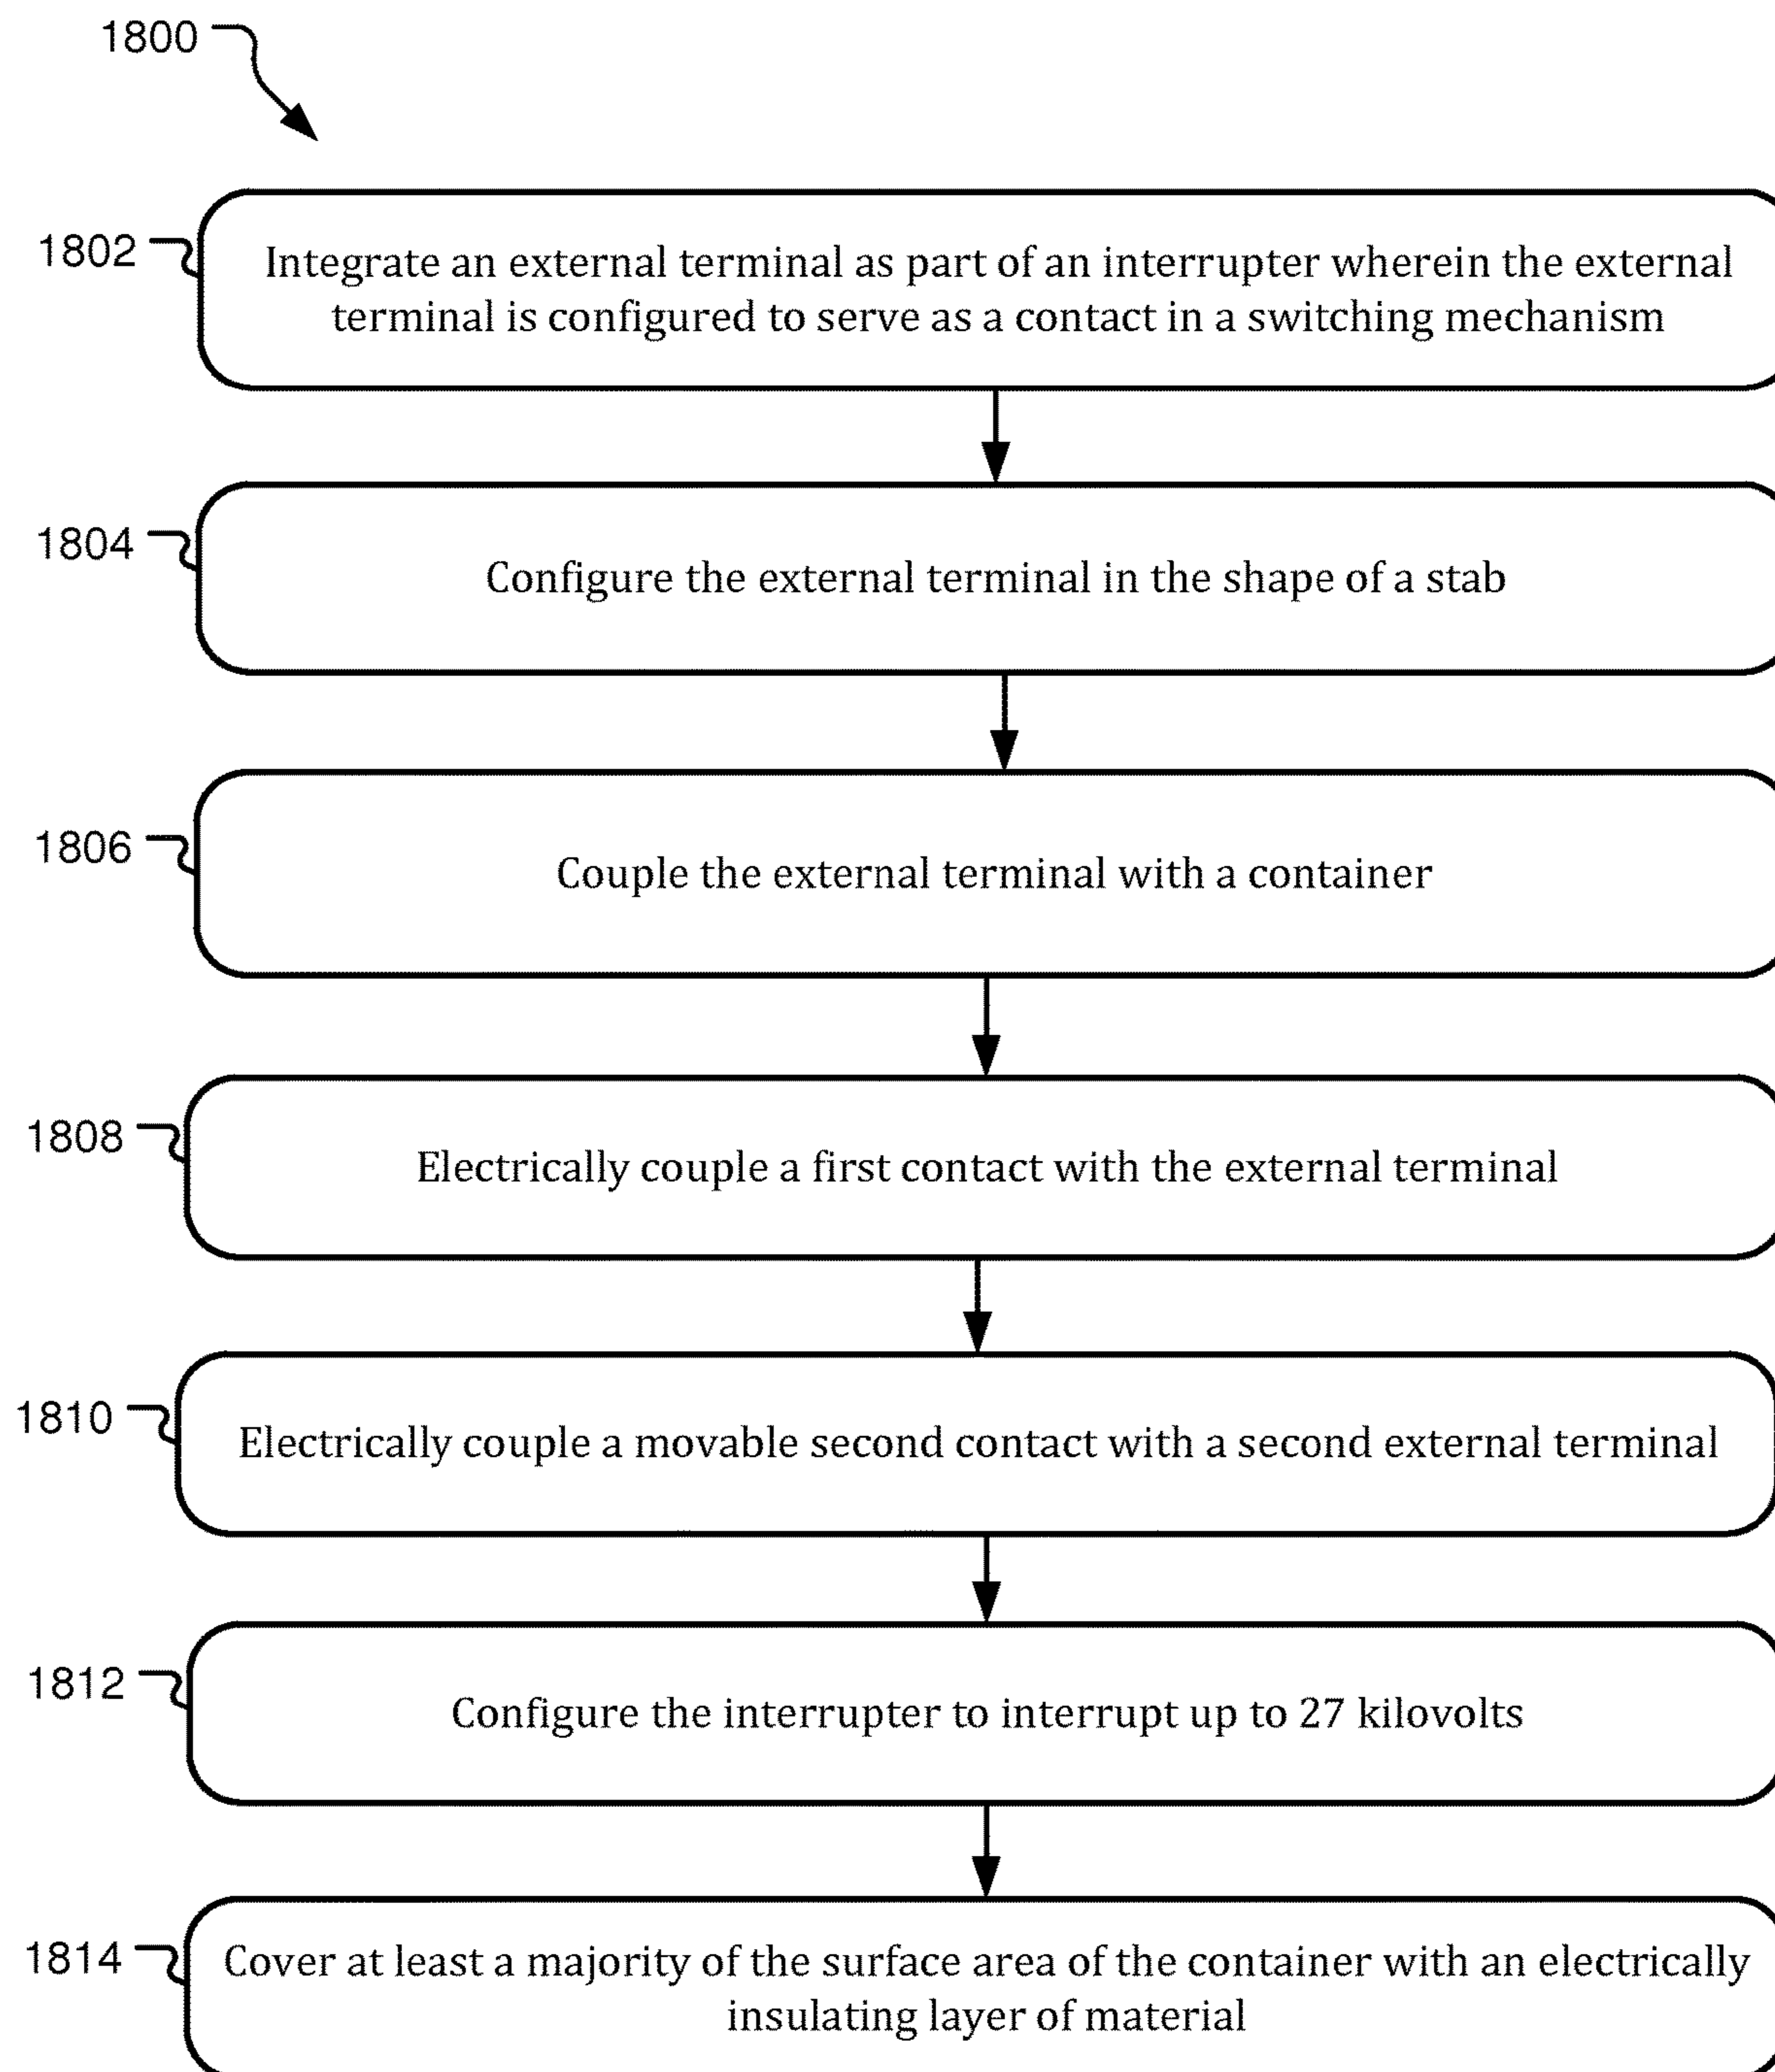 1800
1802
Integrate an external terminal as part of an interrupter wherein the external
terminal is configured to serve as a contact in a switching mechanism
1804
Configure the external terminal in the shape of a stab
1806
Couple the external terminal with a container
1808
Electrically couple a first contact with the external terminal
1810
Electrically couple a movable second contact with a second external terminal
1812
Configure the interrupter to interrupt up to 27 kilovolts
1814
Cover at least a majority of the surface area of the container with an electrically
insulating layer of material